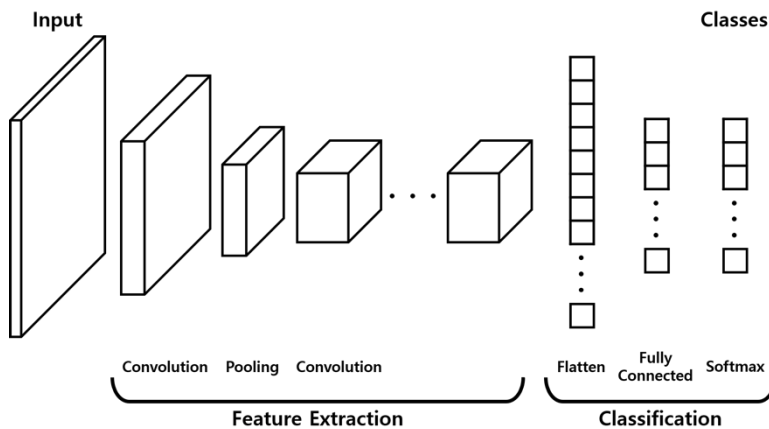 Input
Classes
Convolution
Pooling
Convolution
Flatten
Fully
Connected
Softmax
Feature Extraction
Classification